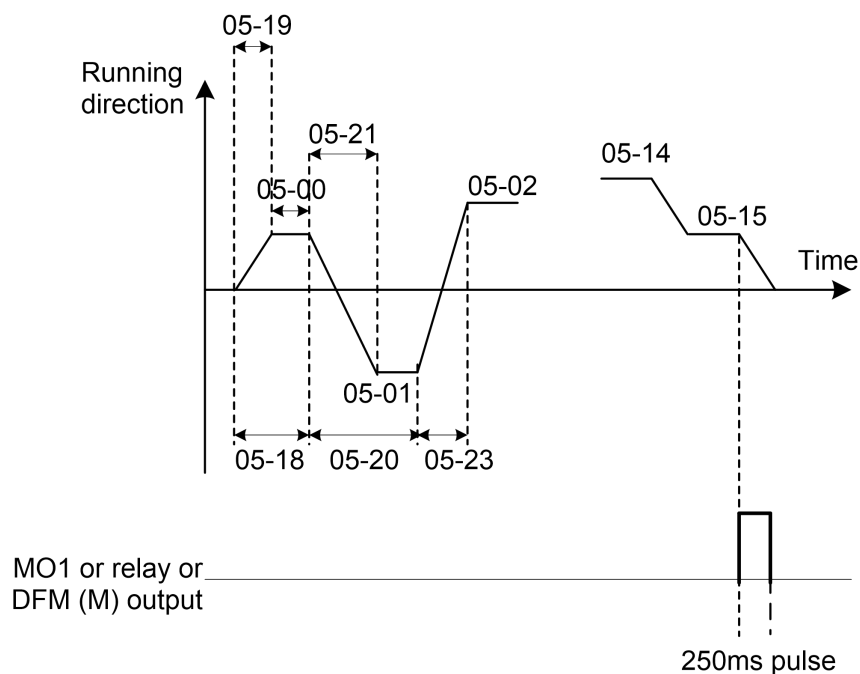 05-19
Running
direction
05-21
05-00
05-02
05-14
05-15
Time
05-01
05-18
05-20
05-23
MO1 or relay or
DFM (M) output
250ms pulse